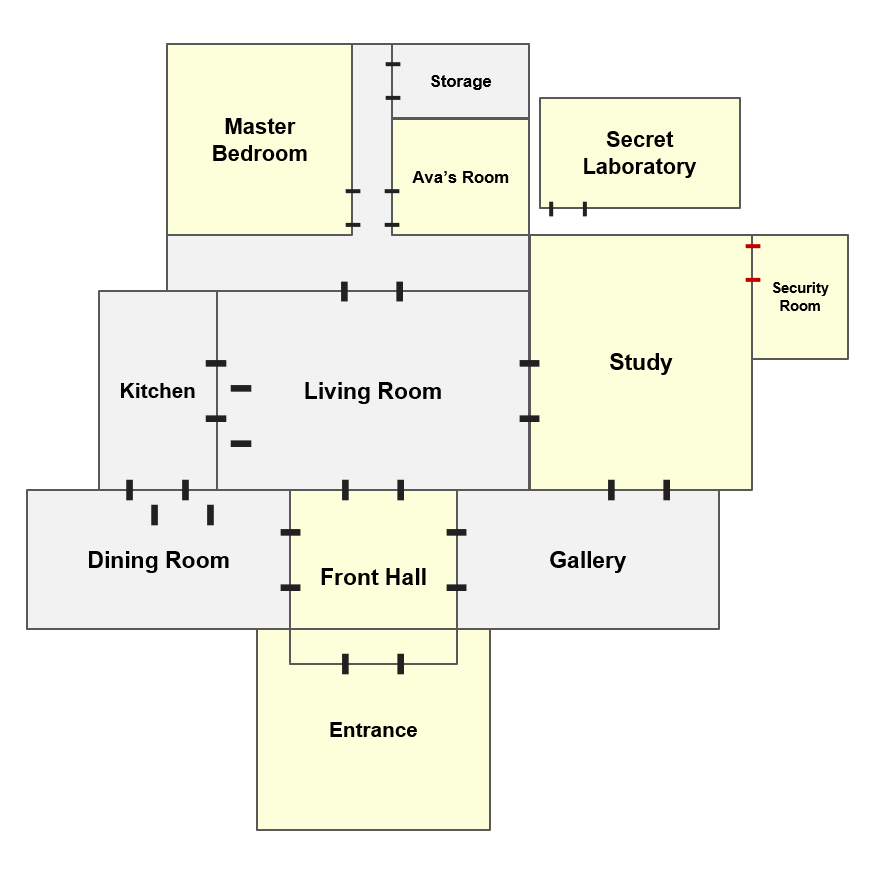 Storage
Master
Bedroom
Secret
Laboratory
Ava's Room
Security
Room
Study
Kitchen
Living Room
Dining Room
Front Hall
Gallery
Entrance